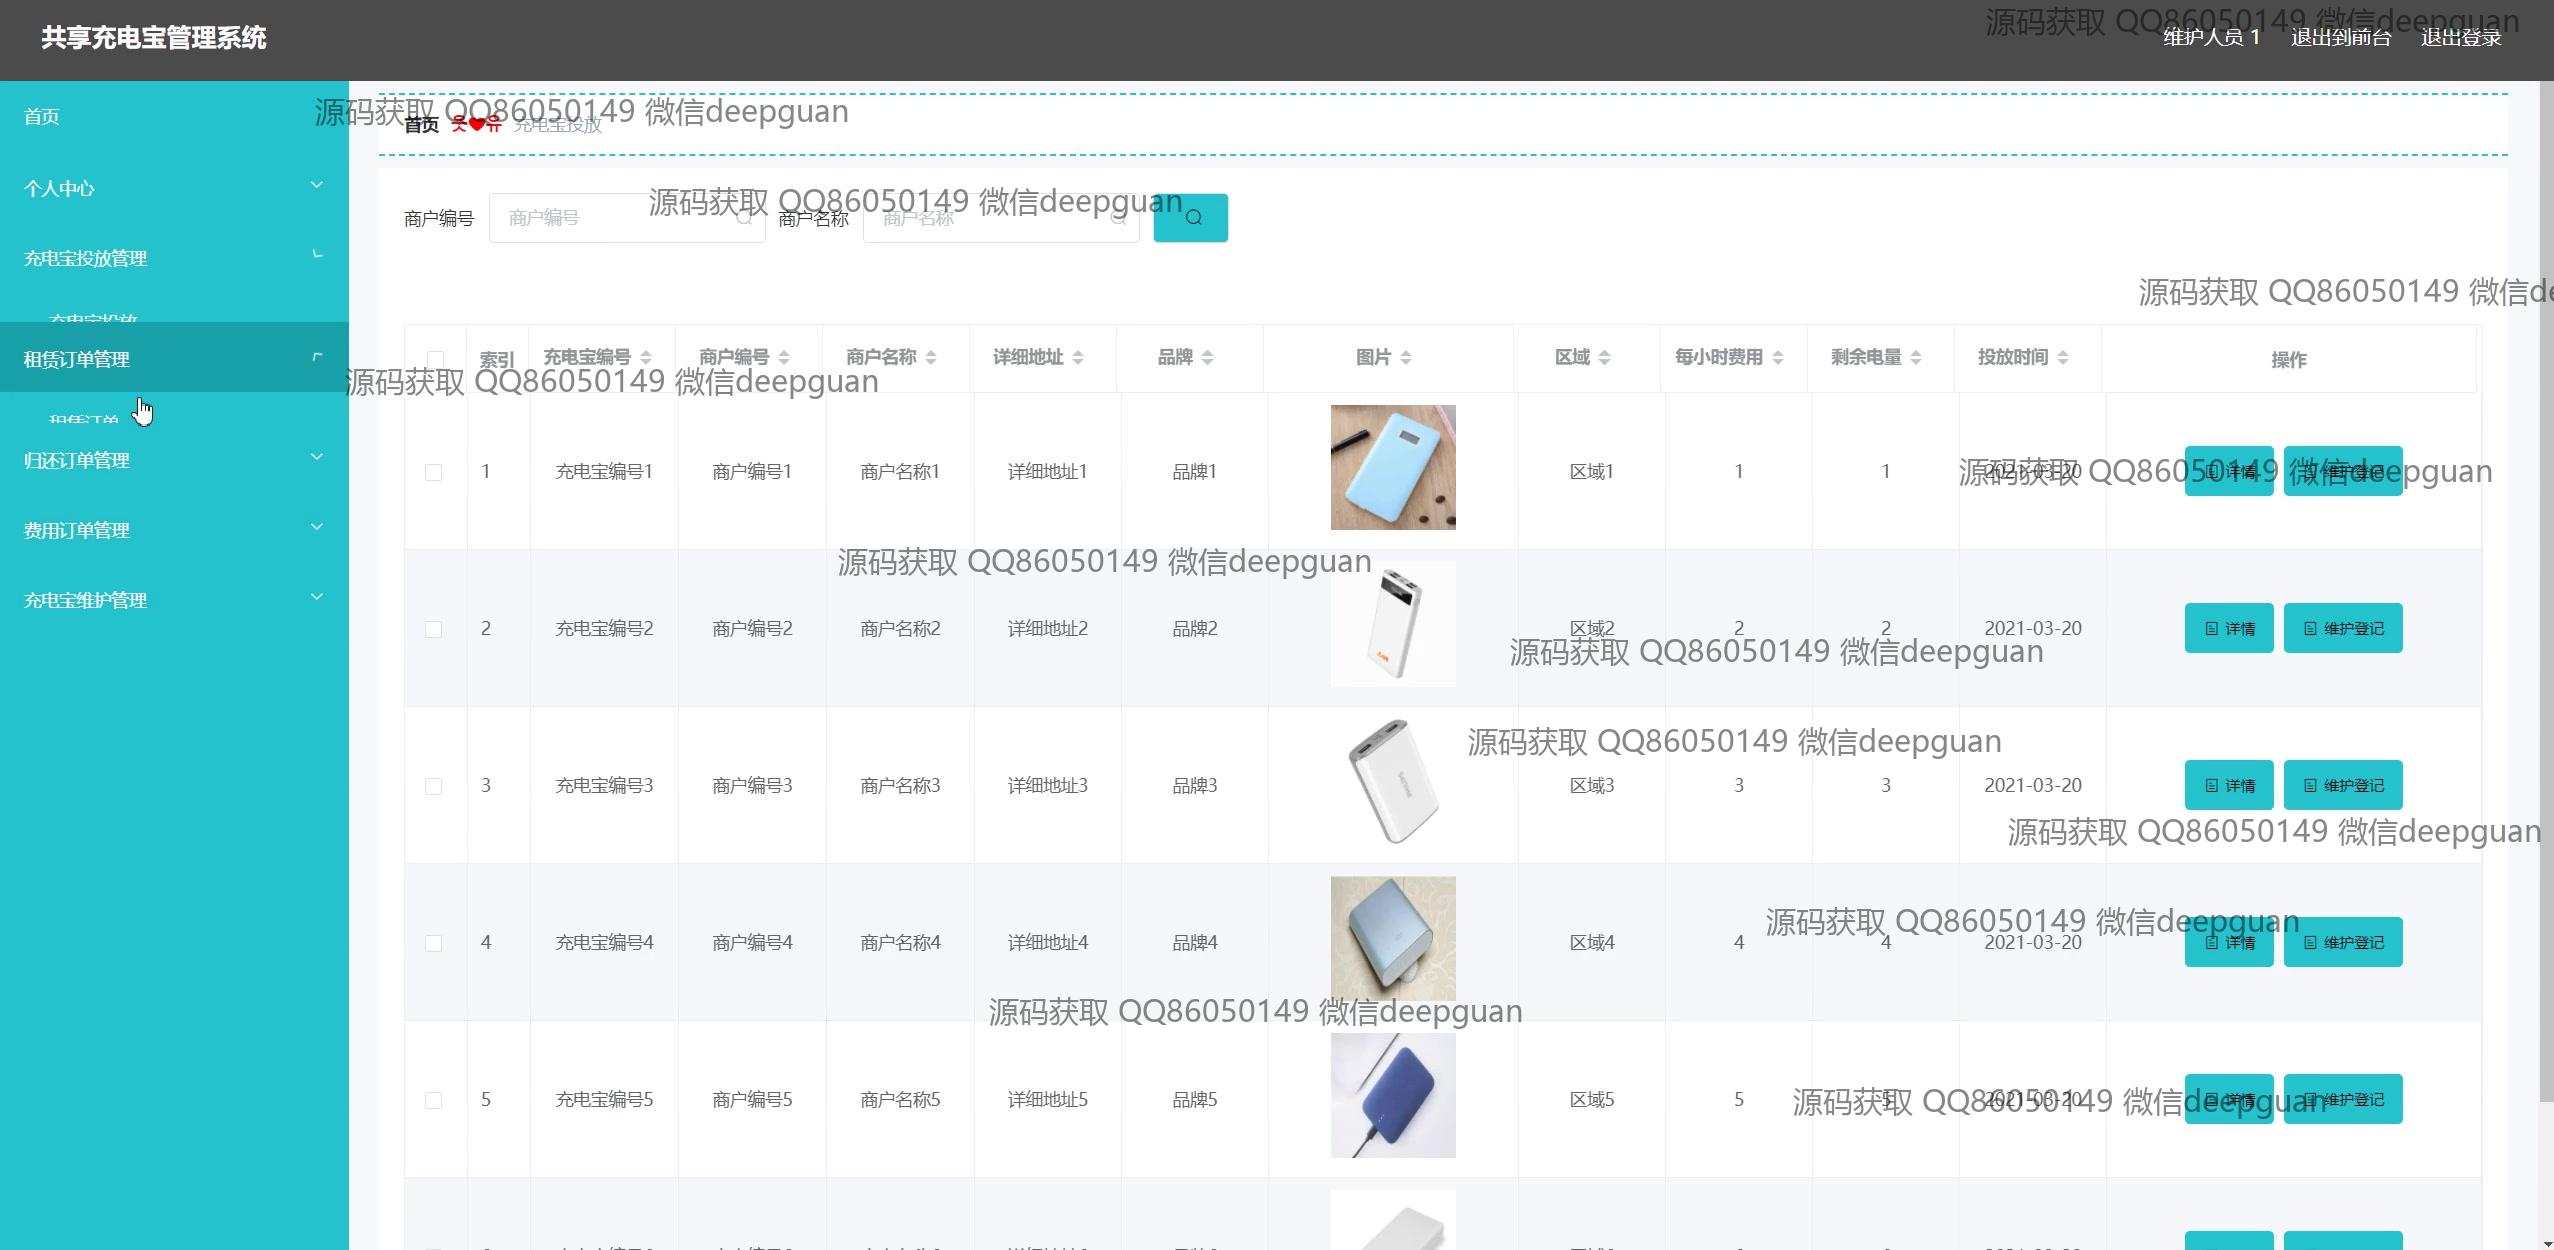 共享充电宝管理系统
源码获取 QQ86050149 微信deepguan
维护人员 1 退出到前台 退出登录
首页
源码获取 QQ86050149 微信deepguan
首页 充电宝投放
个人中心
源码获取 QQ86050149 微信deepguan
商户编号 商户编号 商户名称 商户名称
充电宝投放管理
源码获取 QQ86050149 微信de
充电宝投放
租赁订单管理
索引 充电宝编号 商户编号 商户名称 详细地址 品牌 图片 区域 每小时费用 剩余电量 投放时间 操作
源码获取 QQ86050149 微信deepguan
租赁订单
归还订单管理
1 充电宝编号1 商户编号1 商户名称1 详细地址1 品牌1 区域1 1 1 2021-03-20 详情 维护登记
源码获取 QQ86050149 微信deepguan
费用订单管理
源码获取 QQ86050149 微信deepguan
充电宝维护管理
2 充电宝编号2 商户编号2 商户名称2 详细地址2 品牌2 区域2 2 2 2021-03-20 详情 维护登记
源码获取 QQ86050149 微信deepguan
源码获取 QQ86050149 微信deepguan
3 充电宝编号3 商户编号3 商户名称3 详细地址3 品牌3 区域3 3 3 2021-03-20 详情 维护登记
源码获取 QQ86050149 微信deepguan
源码获取 QQ86050149 微信deepguan
4 充电宝编号4 商户编号4 商户名称4 详细地址4 品牌4 区域4 4 4 2021-03-20 详情 维护登记
源码获取 QQ86050149 微信deepguan
5 充电宝编号5 商户编号5 商户名称5 详细地址5 品牌5 区域5 5 5 2021-03-20 详情 维护登记
源码获取 QQ86050149 微信deepguan